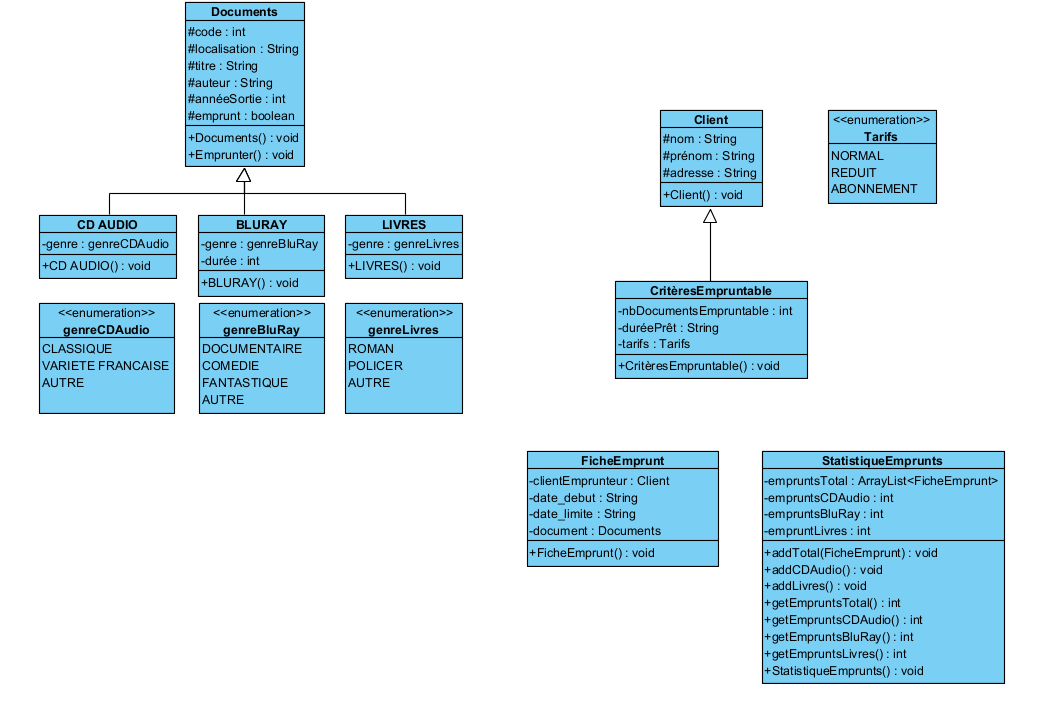 Documents
#code : int
#localisation : String
#titre : String
#auteur : String
#annéeSortie : int
#emprunt : boolean
+Documents() : void
+Emprunter() : void
CD AUDIO
-genre : genreCDAudio
+CD AUDIO() : void
BLURAY
-genre : genreBluRay
-durée : int
+BLURAY() : void
LIVRES
-genre : genreLivres
+LIVRES() : void
<<enumeration>>
genreCDAudio
CLASSIQUE
VARIETE FRANCAISE
AUTRE
<<enumeration>>
genreBluRay
DOCUMENTAIRE
COMEDIE
FANTASTIQUE
AUTRE
<<enumeration>>
genreLivres
ROMAN
POLICER
AUTRE
Client
#nom : String
#prénom : String
#adresse : String
+Client() : void
<<enumeration>>
Tarifs
NORMAL
REDUIT
ABONNEMENT
CritèresEmpruntable
-nbDocumentsEmpruntable : int
-duréePrêt : String
-tarifs : Tarifs
+CritèresEmpruntable() : void
FicheEmprunt
-clientEmprunteur : Client
-date_debut : String
-date_limite : String
-document : Documents
+FicheEmprunt() : void
StatistiqueEmprunts
-empruntsTotal : ArrayList<FicheEmprunt>
-empruntsCDAudio : int
-empruntsBluRay : int
-empruntLivres : int
+addTotal(FicheEmprunt) : void
+addCDAudio() : void
+addLivres() : void
+getEmpruntsTotal() : int
+getEmpruntsCDAudio() : int
+getEmpruntsBluRay() : int
+getEmpruntsLivres() : int
+StatistiqueEmprunts() : void